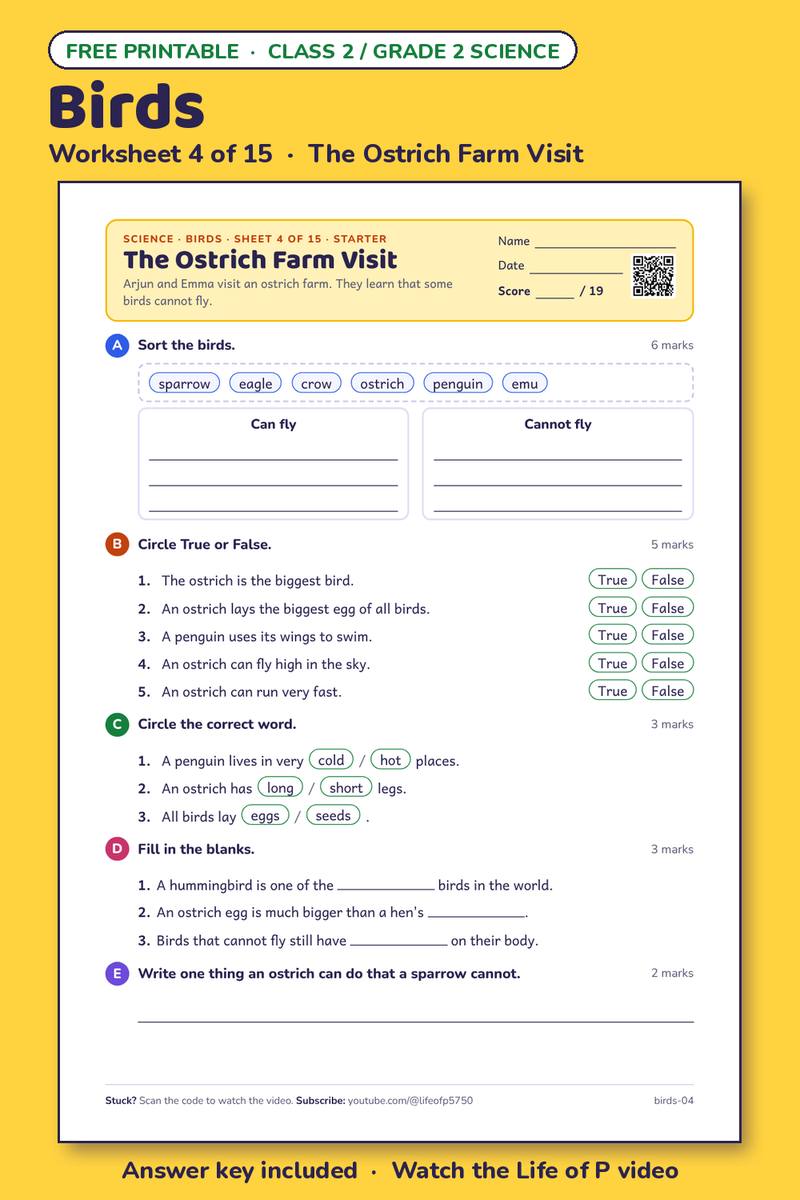 FREE PRINTABLE · CLASS 2 / GRADE 2 SCIENCE
Birds
Worksheet 4 of 15 · The Ostrich Farm Visit
SCIENCE · BIRDS · SHEET 4 OF 15 · STARTER
The Ostrich Farm Visit
Arjun and Emma visit an ostrich farm. They learn that some
birds cannot fly.
Name ____________
Date ____________
Score ______ / 19
A Sort the birds. 6 marks
sparrow eagle crow ostrich penguin emu
Can fly Cannot fly
B Circle True or False. 5 marks
1. The ostrich is the biggest bird. True False
2. An ostrich lays the biggest egg of all birds. True False
3. A penguin uses its wings to swim. True False
4. An ostrich can fly high in the sky. True False
5. An ostrich can run very fast. True False
C Circle the correct word. 3 marks
1. A penguin lives in very cold / hot places.
2. An ostrich has long / short legs.
3. All birds lay eggs / seeds .
D Fill in the blanks. 3 marks
1. A hummingbird is one of the ____________ birds in the world.
2. An ostrich egg is much bigger than a hen's ____________.
3. Birds that cannot fly still have ____________ on their body.
E Write one thing an ostrich can do that a sparrow cannot. 2 marks
Stuck? Scan the code to watch the video. Subscribe: youtube.com/@lifeofp5750 birds-04
Answer key included · Watch the Life of P video